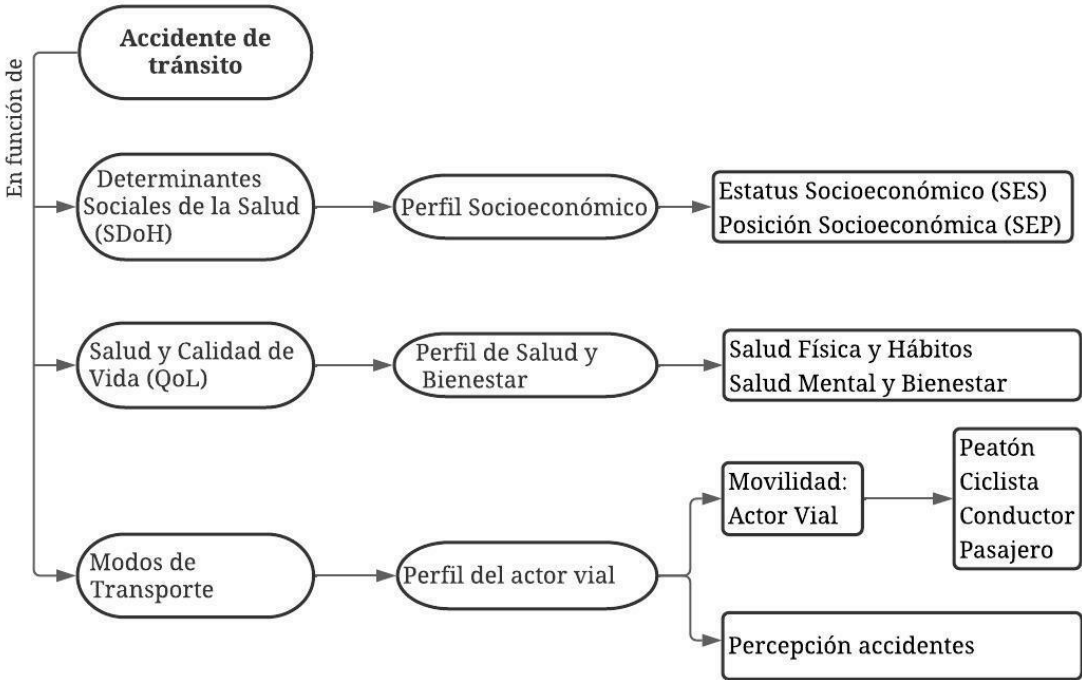 Accidente de
tránsito
En función de
Determinantes
Sociales de la Salud
(SDoH)
Perfil Socioeconómico
Estatus Socioeconómico (SES)
Posición Socioeconómica (SEP)
Salud y Calidad de
Vida (QoL)
Perfil de Salud y
Bienestar
Salud Física y Hábitos
Salud Mental y Bienestar
Modos de
Transporte
Perfil del actor vial
Movilidad:
Actor Vial
Peatón
Ciclista
Conductor
Pasajero
Percepción accidentes